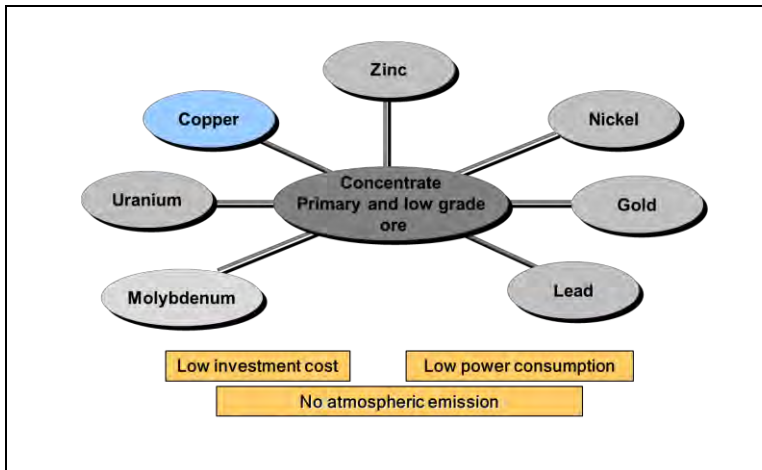 Zinc
Copper
Nickel
Concentrate
Primary and low grade
ore
Uranium
Gold
Molybdenum
Lead
Low investment cost
Low power consumption
No atmospheric emission